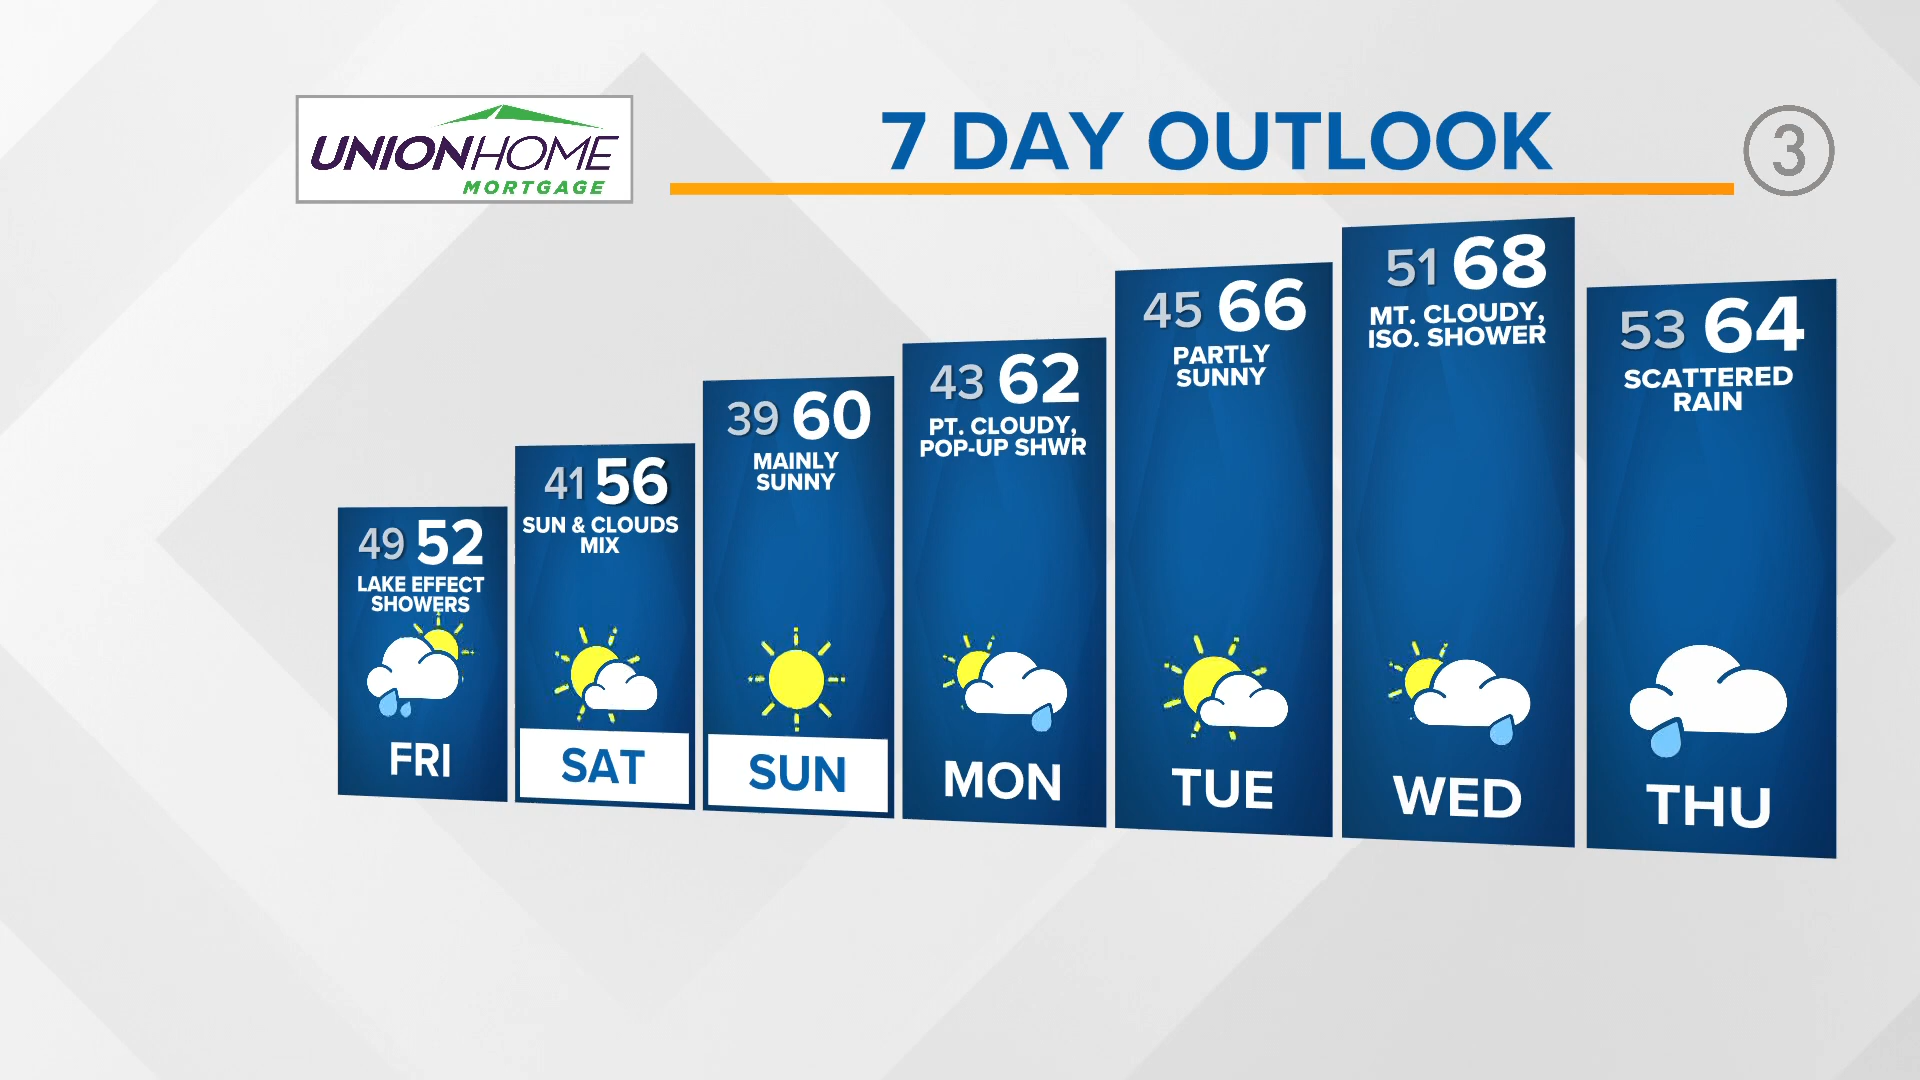 UNIONHOME
MORTGAGE
7 DAY OUTLOOK
3
49 52
LAKE EFFECT
SHOWERS
FRI
41 56
SUN & CLOUDS
MIX
SAT
39 60
MAINLY
SUNNY
SUN
43 62
PT. CLOUDY,
POP-UP SHWR
MON
45 66
PARTLY
SUNNY
TUE
51 68
MT. CLOUDY,
ISO. SHOWER
WED
53 64
SCATTERED
RAIN
THU